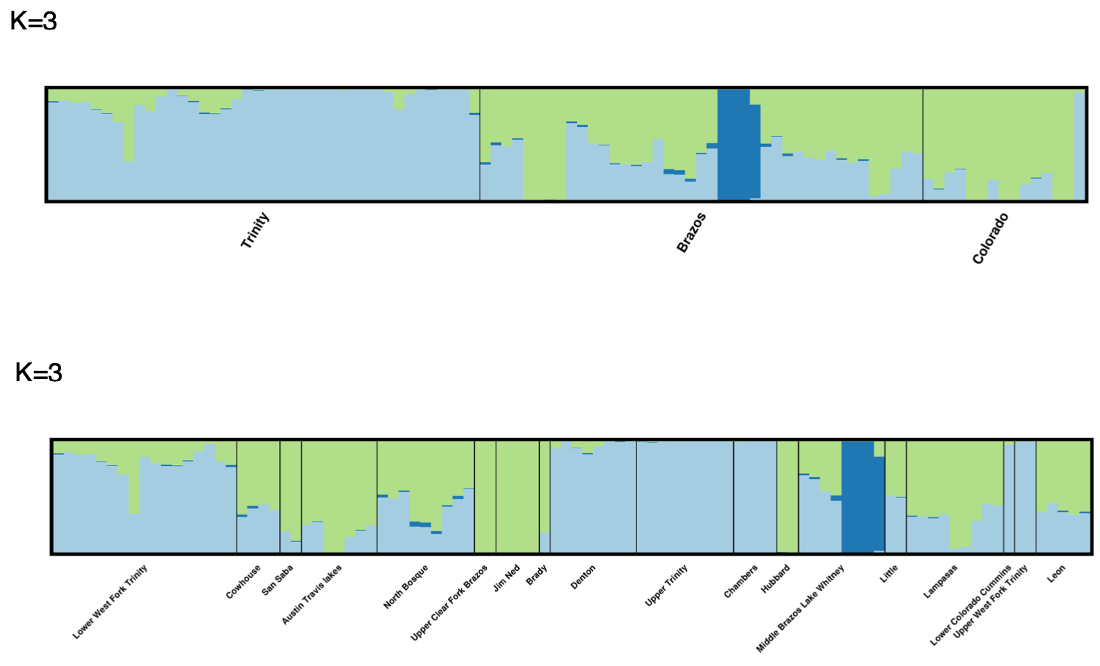 K=3
Trinity
Brazos
Colorado
K=3
Lower West Fork Trinity
Cowhouse
San Saba
Austin Travis lakes
North Bosque
Upper Clear Fork Brazos
Jim Ned
Brady
Denton
Upper Trinity
Chambers
Hubbard
Middle Brazos Lake Whitney
Little
Lampasas
Lower Colorado Cummins
Upper West Fork Trinity
Leon